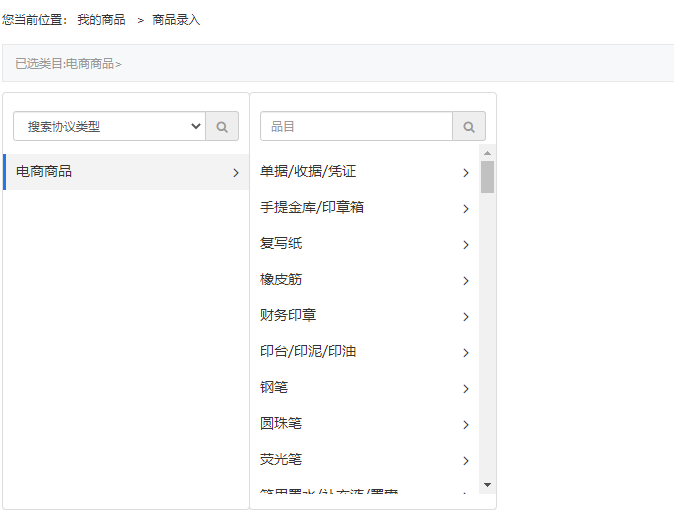 您当前位置： 我的商品 > 商品录入
已选类目:电商商品>
搜索协议类型
品目
电商商品
单据/收据/凭证
手提金库/印章箱
复写纸
橡皮筋
财务印章
印台/印泥/印油
钢笔
圆珠笔
荧光笔